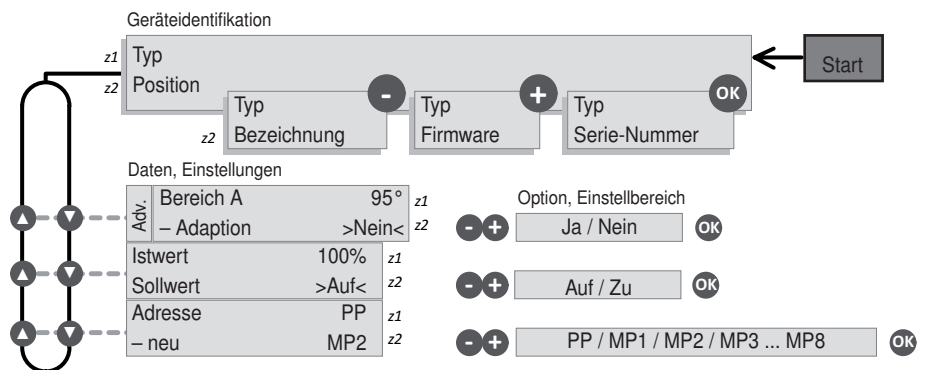 Geräteidentifikation
z1 Typ
z2 Position
Start
-
Typ
z2 Bezeichnung
+
Typ
Firmware
OK
Typ
Serie-Nummer
Daten, Einstellungen
Adv.
Bereich A 95° z1
– Adaption >Nein< z2
Option, Einstellbereich
- + Ja / Nein OK
Istwert 100% z1
Sollwert >Auf< z2
- + Auf / Zu OK
Adresse PP z1
– neu MP2 z2
- + PP / MP1 / MP2 / MP3 ... MP8 OK